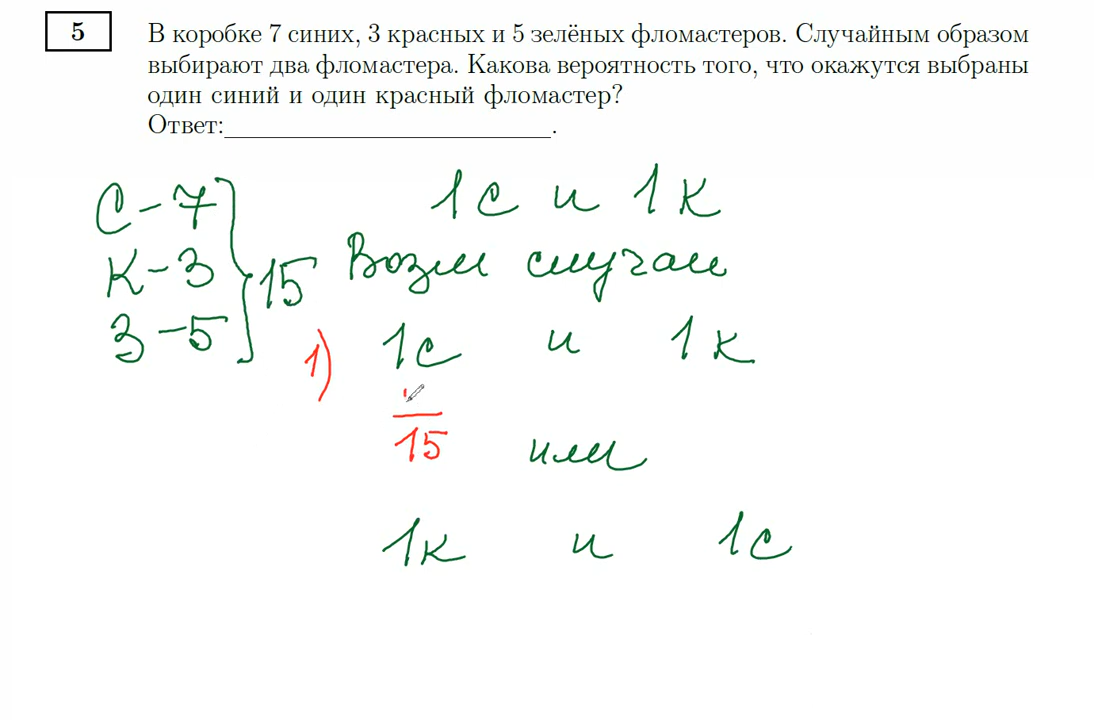 5
В коробке 7 синих, 3 красных и 5 зелёных фломастеров. Случайным образом
выбирают два фломастера. Какова вероятность того, что окажутся выбраны
один синий и один красный фломастер?
Ответ:__________.
С - 7
К - 3
З - 5
15
1с и 1к
Возм случаи
1) 1с и 1к
15
или
1к и 1с